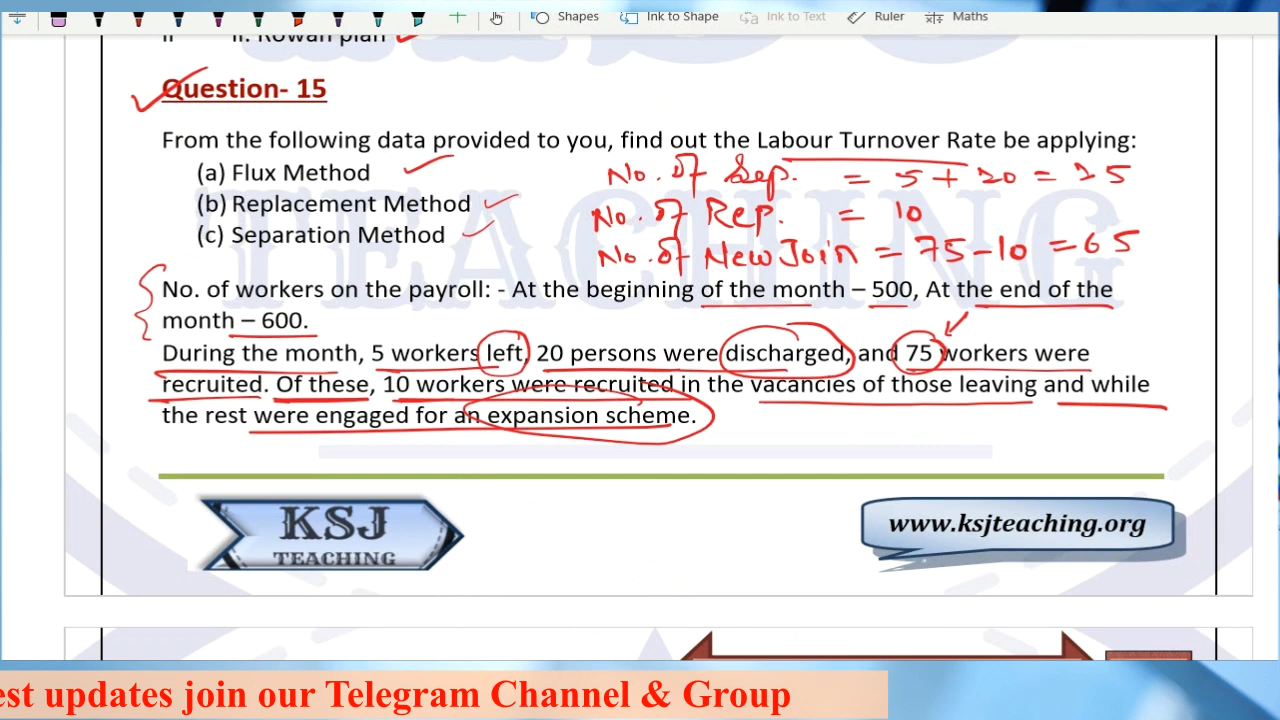 Shapes Ink to Shape Ink to Text Ruler Maths
ii ii. Rowan plan
Question- 15
From the following data provided to you, find out the Labour Turnover Rate be applying:
(a) Flux Method
(b) Replacement Method
(c) Separation Method
No. of Sep. = 5 + 20 = 25
No. of Rep. = 10
No. of New Join = 75 - 10 = 65
No. of workers on the payroll: - At the beginning of the month – 500, At the end of the
month – 600.
During the month, 5 workers left, 20 persons were discharged, and 75 workers were
recruited. Of these, 10 workers were recruited in the vacancies of those leaving and while
the rest were engaged for an expansion scheme.
KSJ
TEACHING
www.ksjteaching.org
TEACHING
est updates join our Telegram Channel & Group